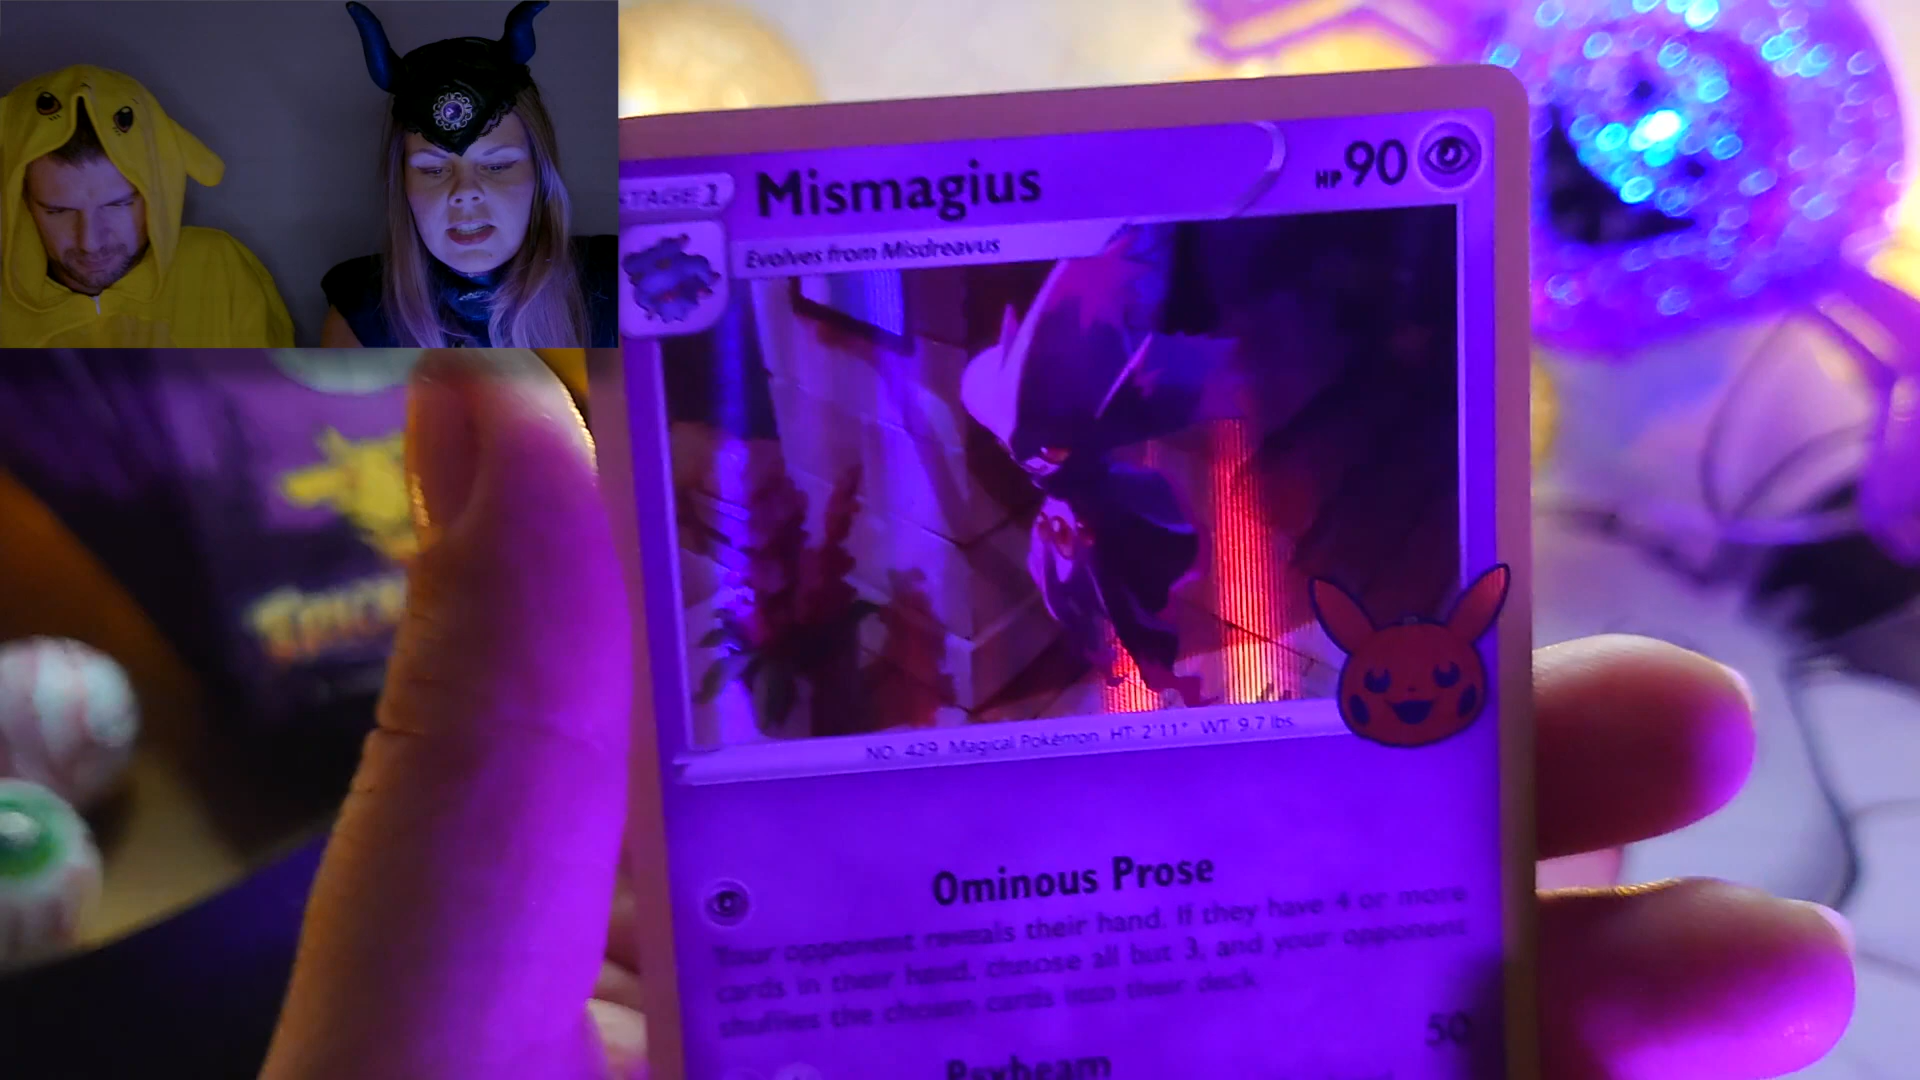 STAGE 1
Mismagius
HP 90
Evolves from Misdreavus
NO. 429 Magical Pokémon HT: 2'11" WT: 9.7 lbs.
Ominous Prose
Your opponent reveals their hand. If they have 4 or more
cards in their hand, choose all but 3, and your opponent
shuffles the chosen cards into their deck.
Psybeam
50